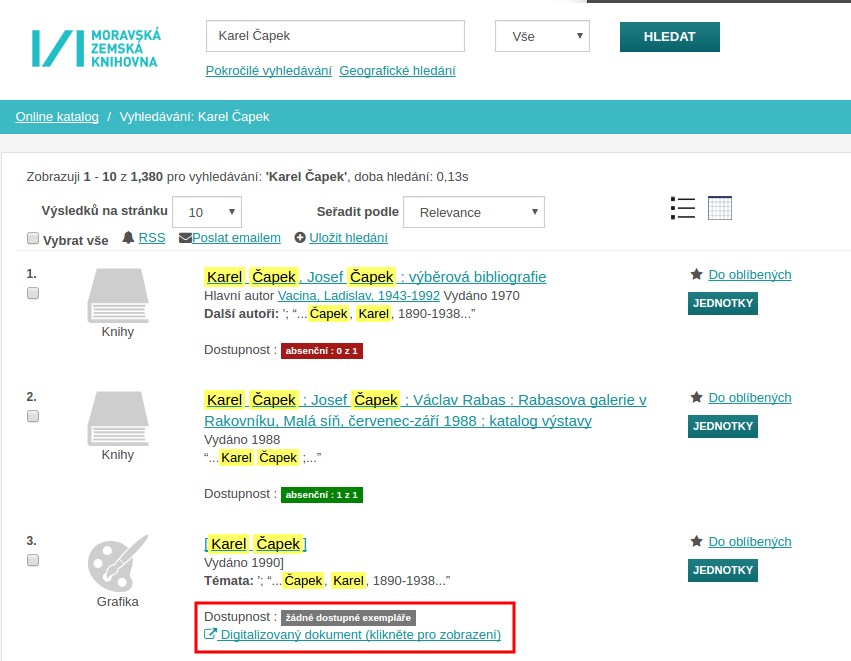 MORAVSKÁ
ZEMSKÁ
KNIHOVNA
Karel Čapek
Vše
HLEDAT
Pokročilé vyhledávání Geografické hledání
Online katalog / Vyhledávání: Karel Čapek
Zobrazuji 1 - 10 z 1,380 pro vyhledávání: 'Karel Čapek', doba hledání: 0,13s
Výsledků na stránku 10 Seřadit podle Relevance
Vybrat vše RSS Poslat emailem Uložit hledání
1.
Knihy
Karel Čapek, Josef Čapek : výběrová bibliografie
Hlavní autor Vacina, Ladislav, 1943-1992 Vydáno 1970
Další autoři: '; “...Čapek, Karel, 1890-1938...”
Dostupnost : absenční : 0 z 1
Do oblíbených
JEDNOTKY
2.
Knihy
Karel Čapek ; Josef Čapek ; Václav Rabas : Rabasova galerie v
Rakovníku, Malá síň, červenec-září 1988 : katalog výstavy
Vydáno 1988
“...Karel Čapek ;...”
Dostupnost : absenční : 1 z 1
Do oblíbených
JEDNOTKY
3.
Grafika
[Karel Čapek]
Vydáno 1990]
Témata: '; “...Čapek, Karel, 1890-1938...”
Dostupnost : žádné dostupné exempláře
Digitalizovaný dokument (klikněte pro zobrazení)
Do oblíbených
JEDNOTKY